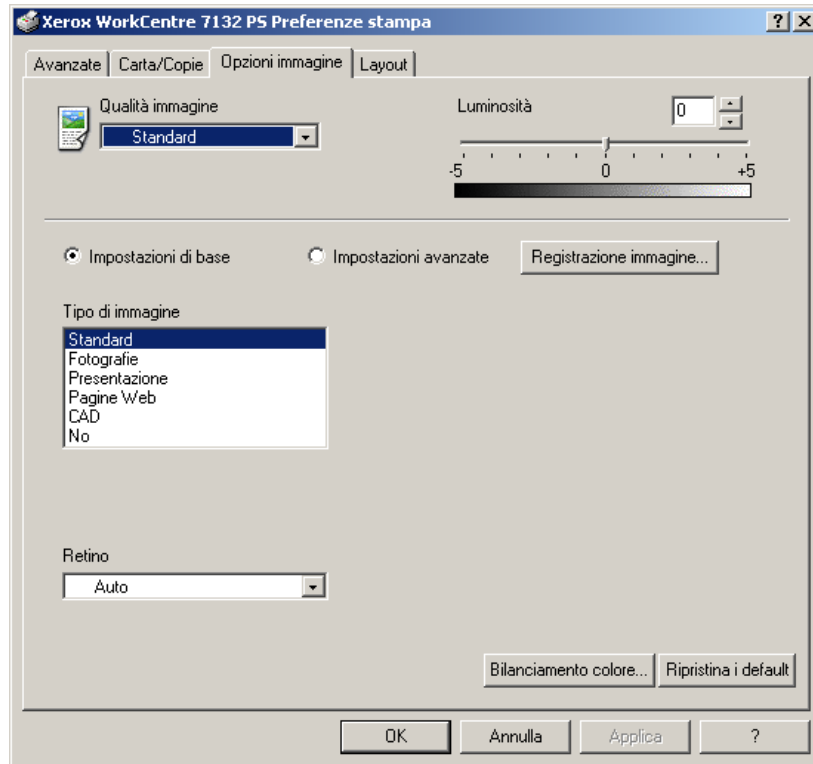 Xerox WorkCentre 7132 PS Preferenze stampa
Avanzate Carta/Copie Opzioni immagine Layout
Qualità immagine
Standard
Luminosità
0
-5 0 +5
Impostazioni di base Impostazioni avanzate Registrazione immagine...
Tipo di immagine
Standard
Fotografie
Presentazione
Pagine Web
CAD
No
Retino
Auto
Bilanciamento colore... Ripristina i default
OK Annulla Applica ?